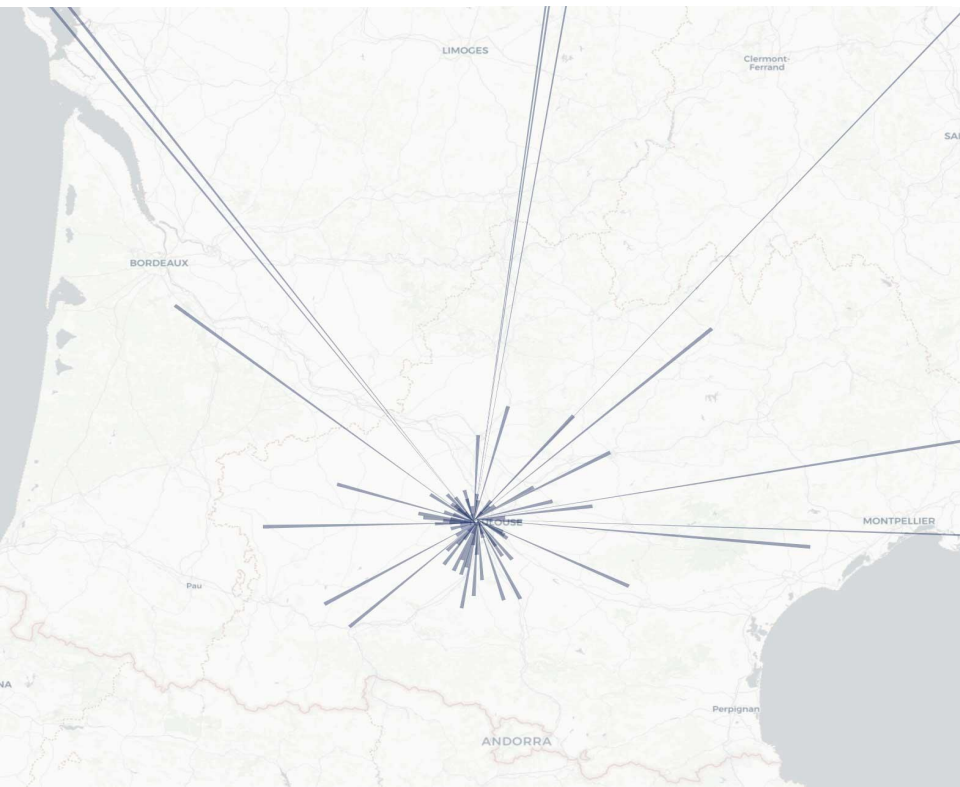 LIMOGES
Clermont-
Ferrand
BORDEAUX
MONTPELLIER
Pau
Perpignan
ANDORRA